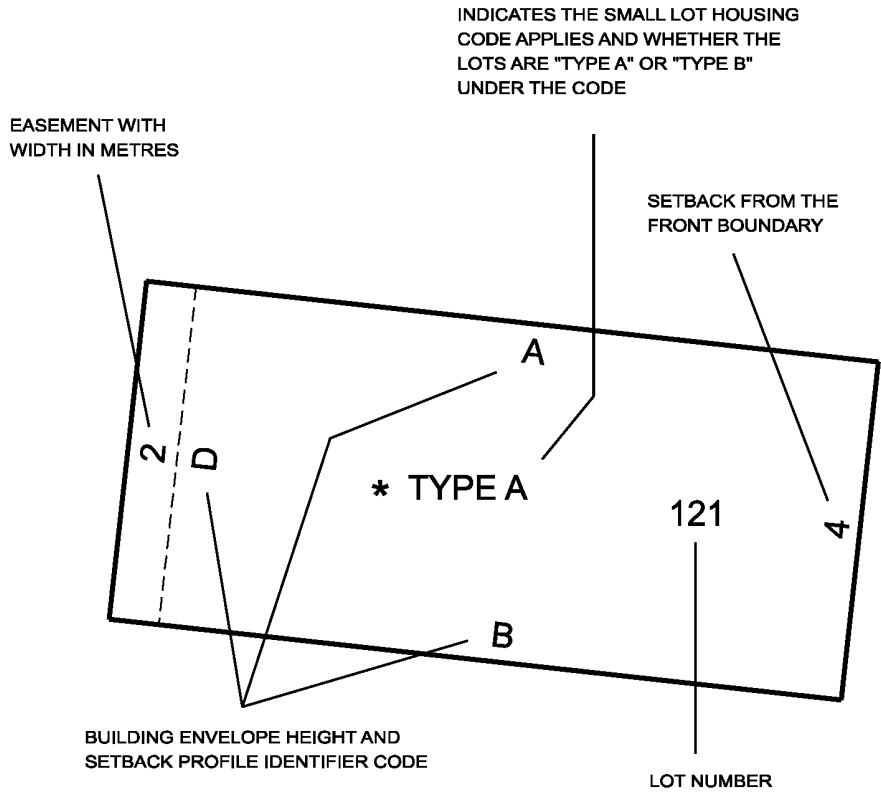 INDICATES THE SMALL LOT HOUSING
CODE APPLIES AND WHETHER THE
LOTS ARE "TYPE A" OR "TYPE B"
UNDER THE CODE
EASEMENT WITH
WIDTH IN METRES
SETBACK FROM THE
FRONT BOUNDARY
A
2
D
* TYPE A
121
4
B
BUILDING ENVELOPE HEIGHT AND
SETBACK PROFILE IDENTIFIER CODE
LOT NUMBER